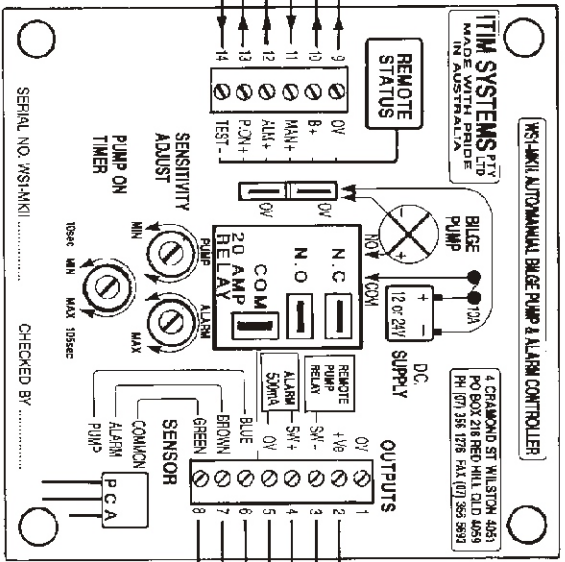 WS1-MKII, AUTO/MANUAL BILGE PUMP & ALARM CONTROLLER
ITIM SYSTEMS PTY LTD
MADE WITH PRIDE
IN AUSTRALIA
4 CRAMOND ST WILSTON 4051
PO BOX 218 RED HILL QLD 4059
PH (07) 356 1276 FAX (07) 356 5693
REMOTE
STATUS
9
10
11
12
13
14
0V
B+
MAN+
ALM+
P.ON+
TEST-
BILGE
PUMP
-
+
NO
COM
10A
+ -
12 or 24V
D.C.
SUPPLY
0V
0V
N.C
N.O
COM
20 AMP
RELAY
REMOTE
PUMP
RELAY
ALARM
500mA
OUTPUTS
0V
+Ve
SW-
SW+
0V
BLUE
BROWN
GREEN
1
2
3
4
5
6
7
8
SENSOR
COMMON
ALARM
PUMP
P C A
SENSITIVITY
ADJUST
MIN
PUMP
ALARM
MAX
PUMP ON
TIMER
10sec MIN
MAX 105sec
SERIAL NO. WS1-MKII ....................
CHECKED BY ....................